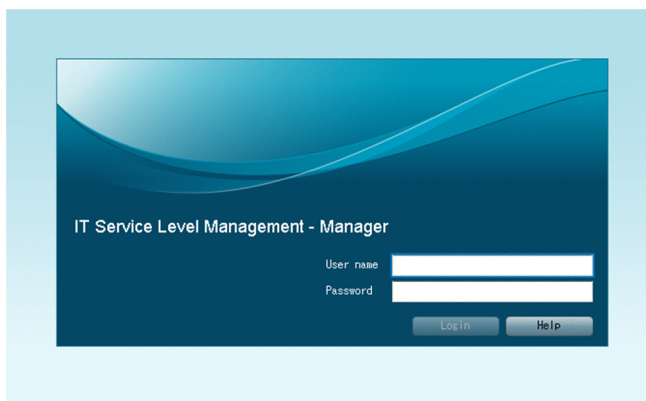 IT Service Level Management - Manager
User name
Password
Login
Help